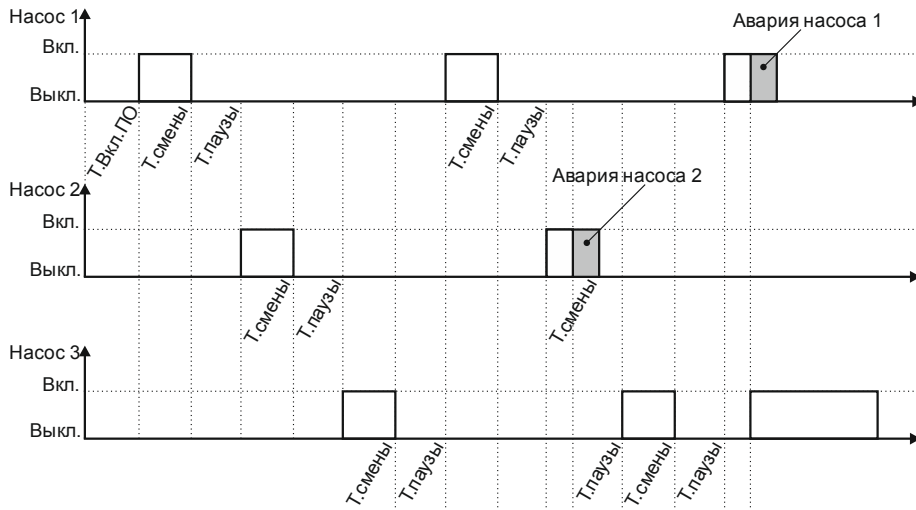 Насос 1
Авария насоса 1
Вкл.
Выкл.
Т.Вкл.ПО
Т.смены
Т.паузы
Т.смены
Т.паузы
Насос 2
Авария насоса 2
Вкл.
Выкл.
Т.смены
Т.паузы
Т.смены
Насос 3
Вкл.
Выкл.
Т.смены
Т.паузы
Т.паузы
Т.смены
Т.паузы